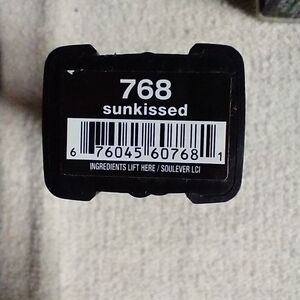 768
sunkissed
6 76045 60768 1
INGREDIENTS LIFT HERE / SOULEVER LCI